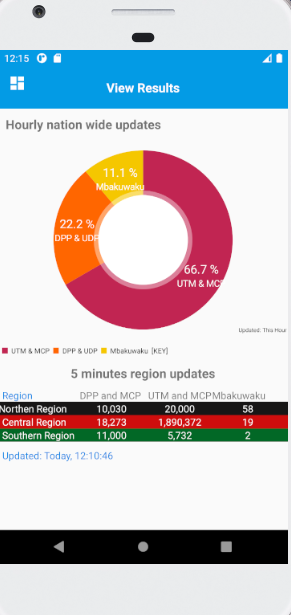 12:15
View Results
Hourly nation wide updates
11.1 %
Mbakuwaku
22.2 %
DPP & UDP
66.7 %
UTM & MCP
Updated: This Hour
UTM & MCP DPP & UDP Mbakuwaku [KEY]
5 minutes region updates
Region DPP and MCP UTM and MCP Mbakuwaku
Northen Region 10,030 20,000 58
Central Region 18,273 1,890,372 19
Southern Region 11,000 5,732 2
Updated: Today, 12:10:46